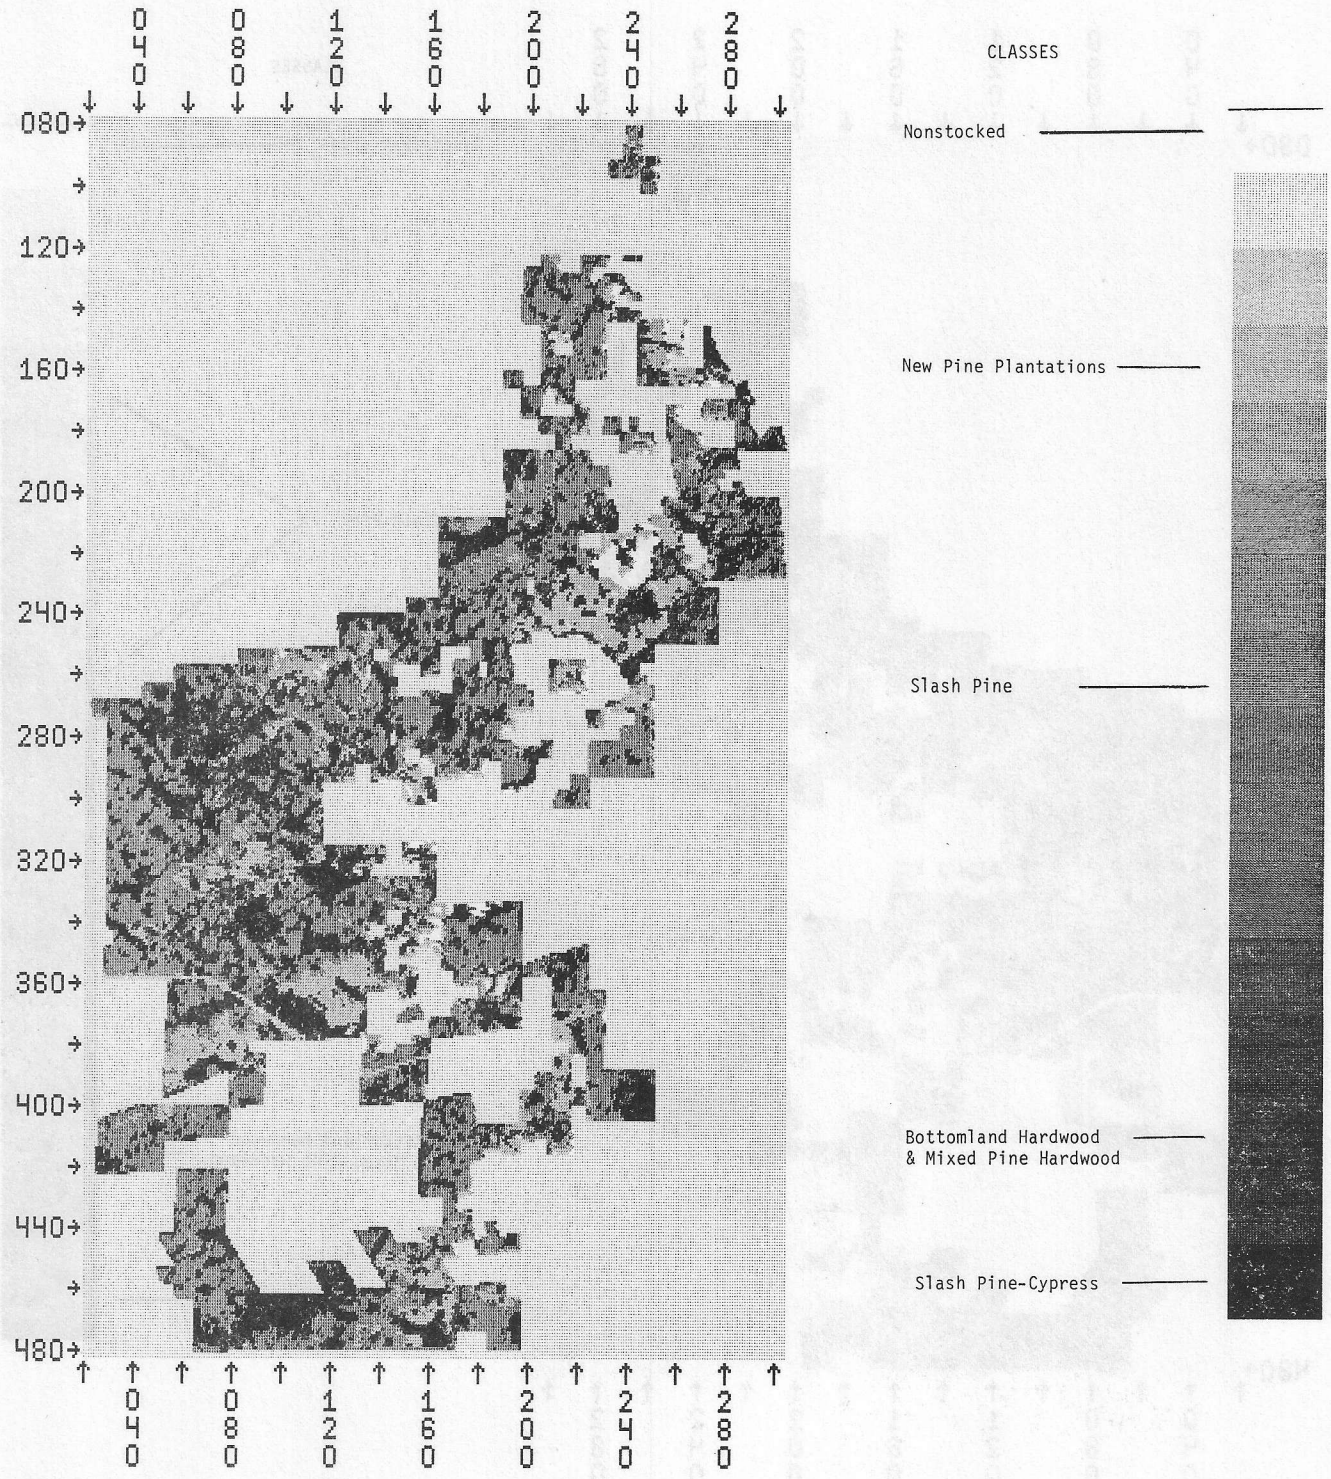 040 080 120 160 200 240 280
CLASSES
080
Nonstocked
120
160
New Pine Plantations
200
240
Slash Pine
280
320
360
400
Bottomland Hardwood
& Mixed Pine Hardwood
440
Slash Pine-Cypress
480
040 080 120 160 200 240 280